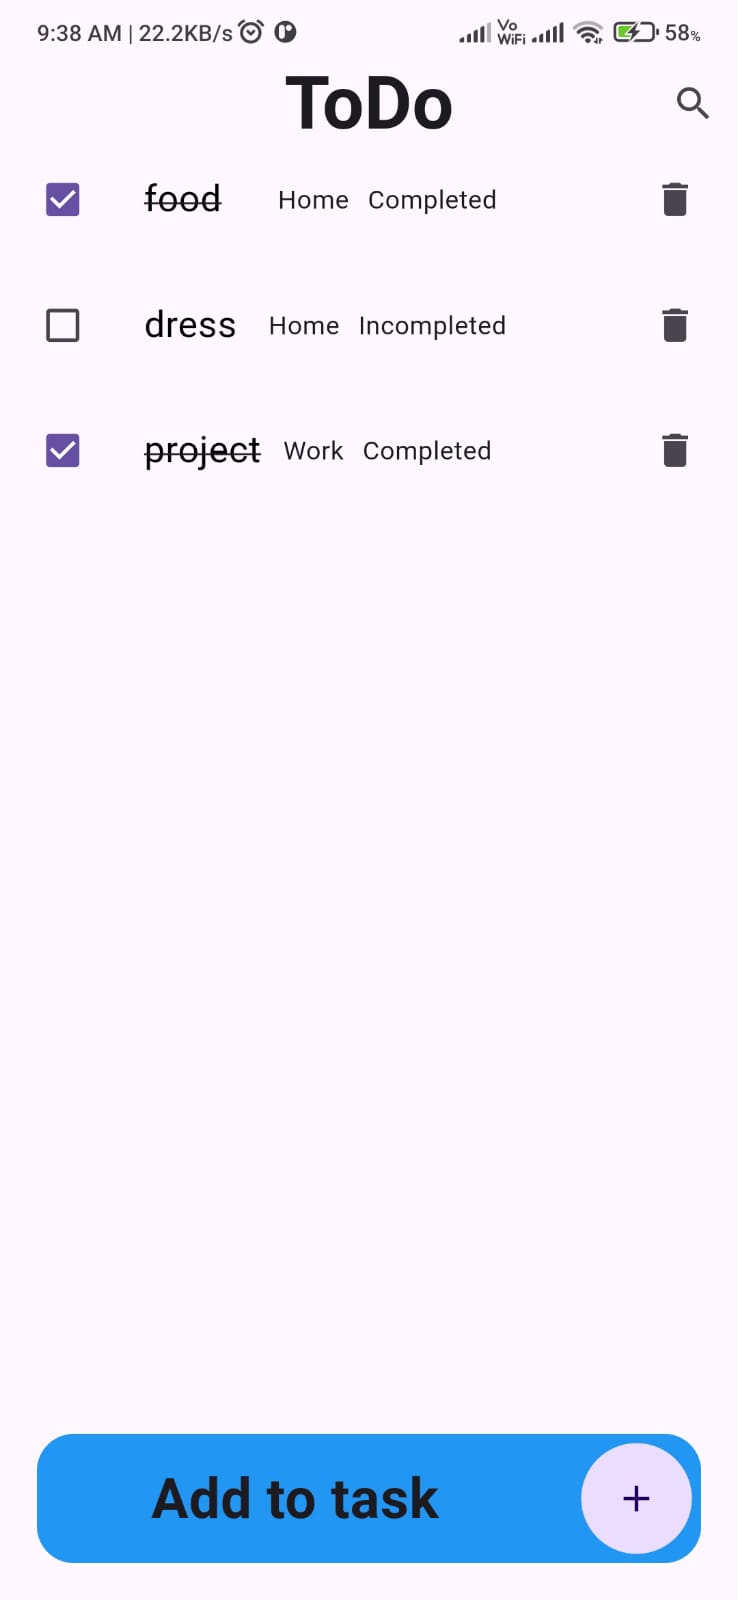 9:38 AM | 22.2KB/s Vo WiFi 58%
ToDo
food Home Completed
dress Home Incompleted
project Work Completed
Add to task +